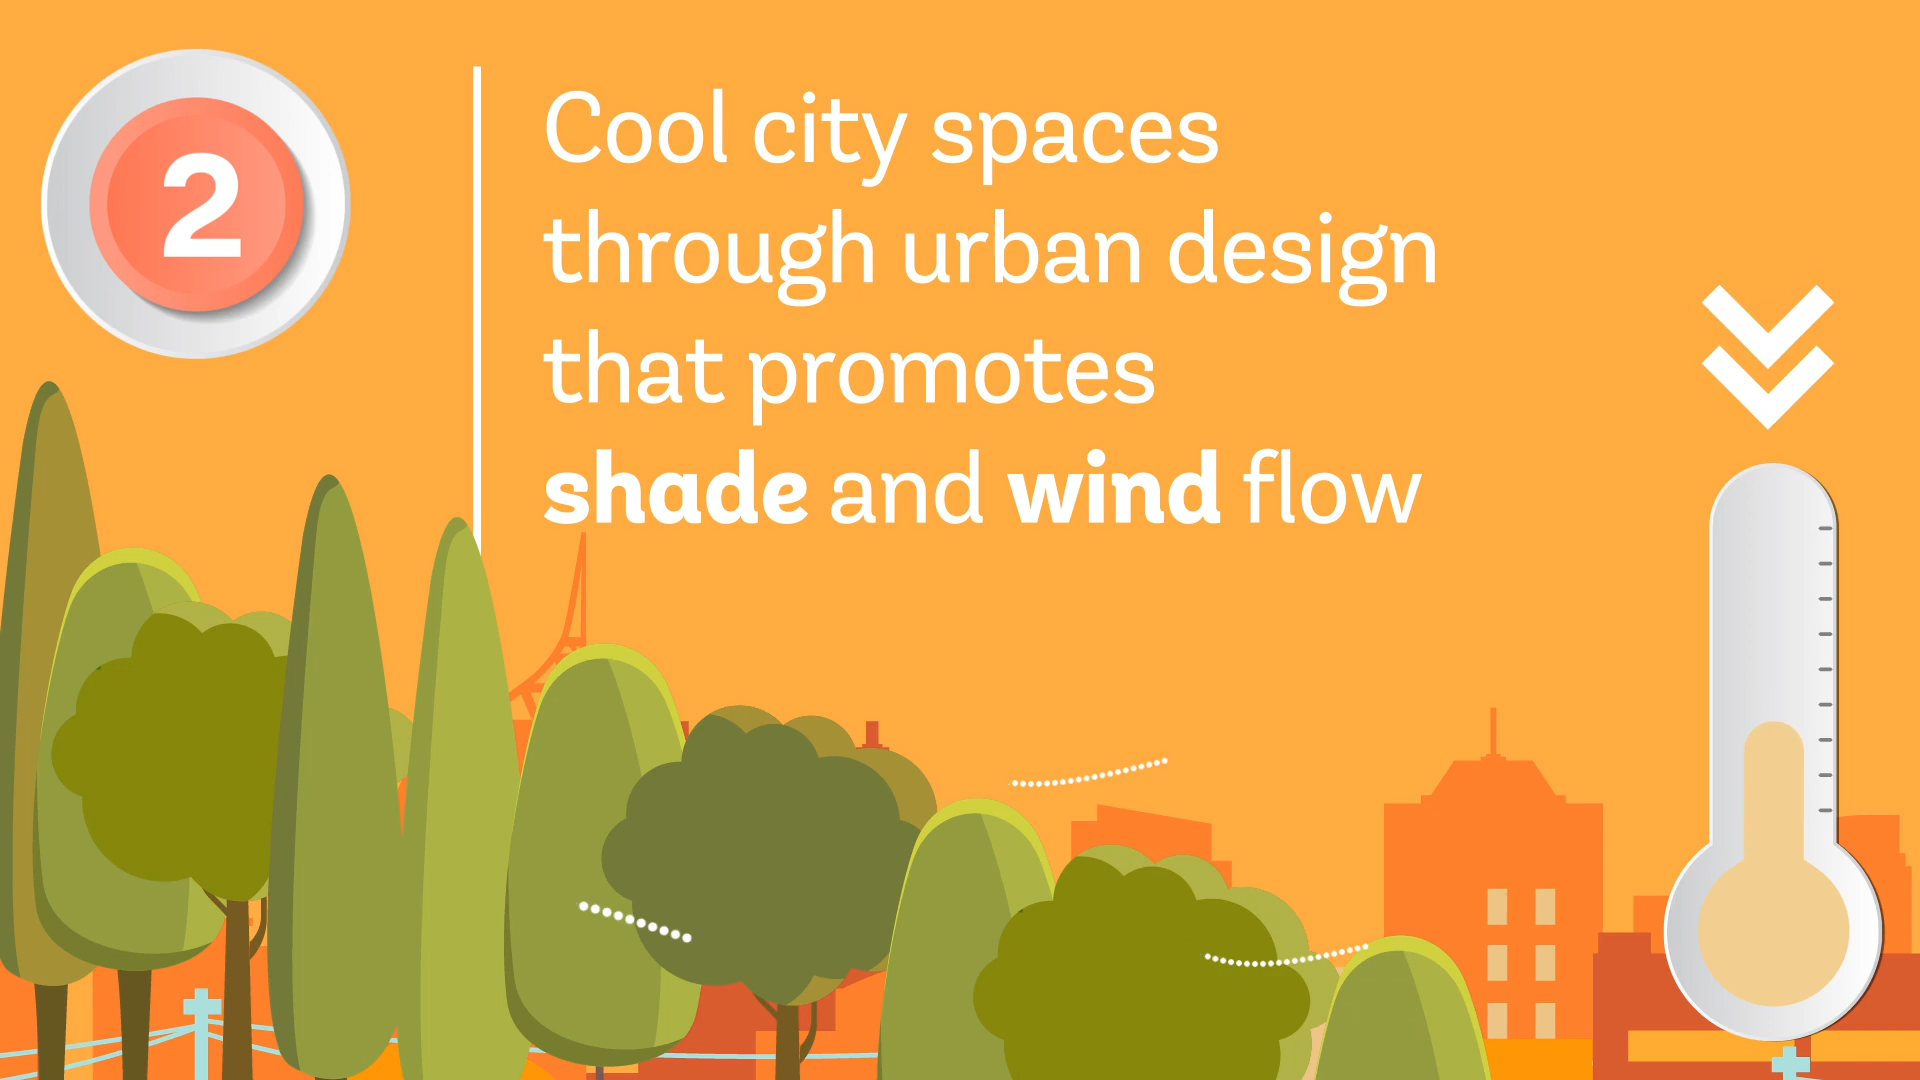 2
Cool city spaces
through urban design
that promotes
shade and wind flow